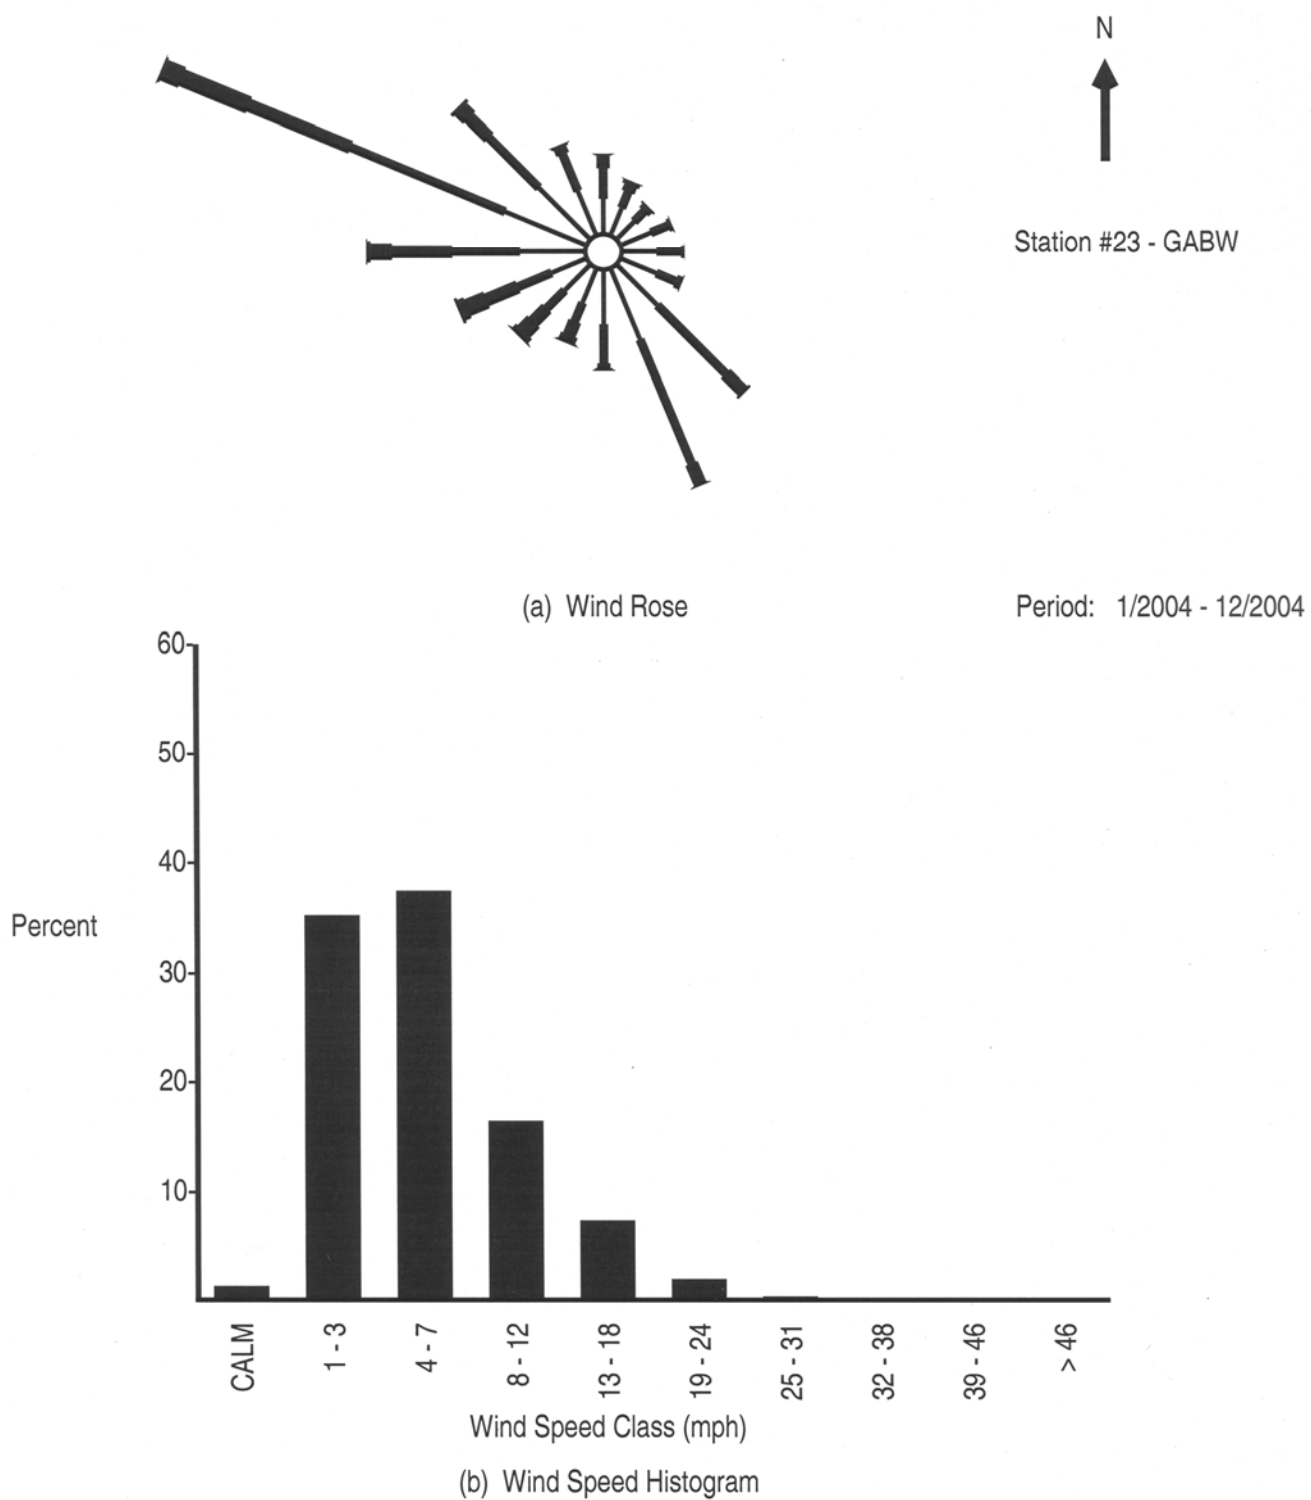 N
Station #23 - GABW
(a) Wind Rose
Period: 1/2004 - 12/2004
60
50
40
Percent
30
20
10
CALM
1 - 3
4 - 7
8 - 12
13 - 18
19 - 24
25 - 31
32 - 38
39 - 46
> 46
Wind Speed Class (mph)
(b) Wind Speed Histogram